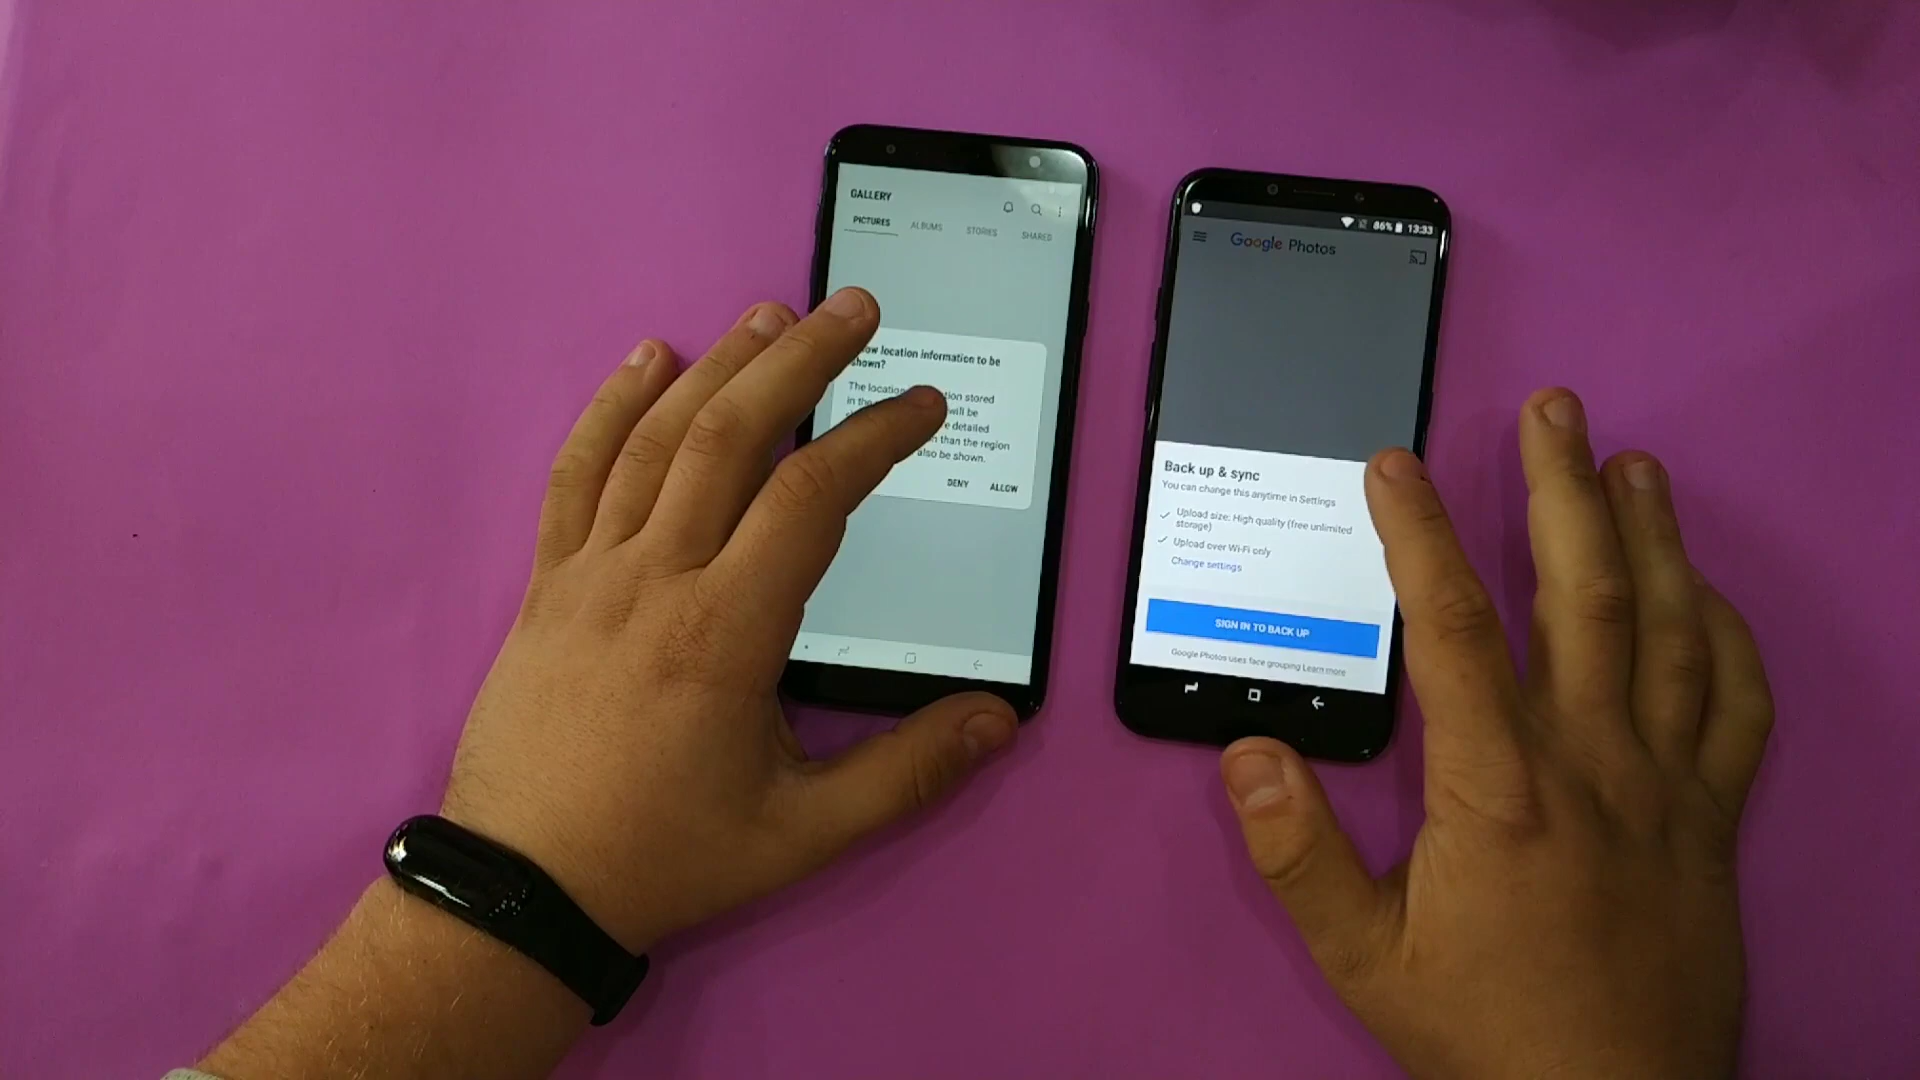 GALLERY
PICTURES ALBUMS STORIES SHARED
ow location information to be
shown?
The location stored
in the will be
detailed
than the region
also be shown.
DENY ALLOW
86% 13:33
Google Photos
Back up & sync
You can change this anytime in Settings
Upload size: High quality (free unlimited
storage)
Upload over Wi-Fi only
Change settings
SIGN IN TO BACK UP
Google Photos uses face grouping Learn more